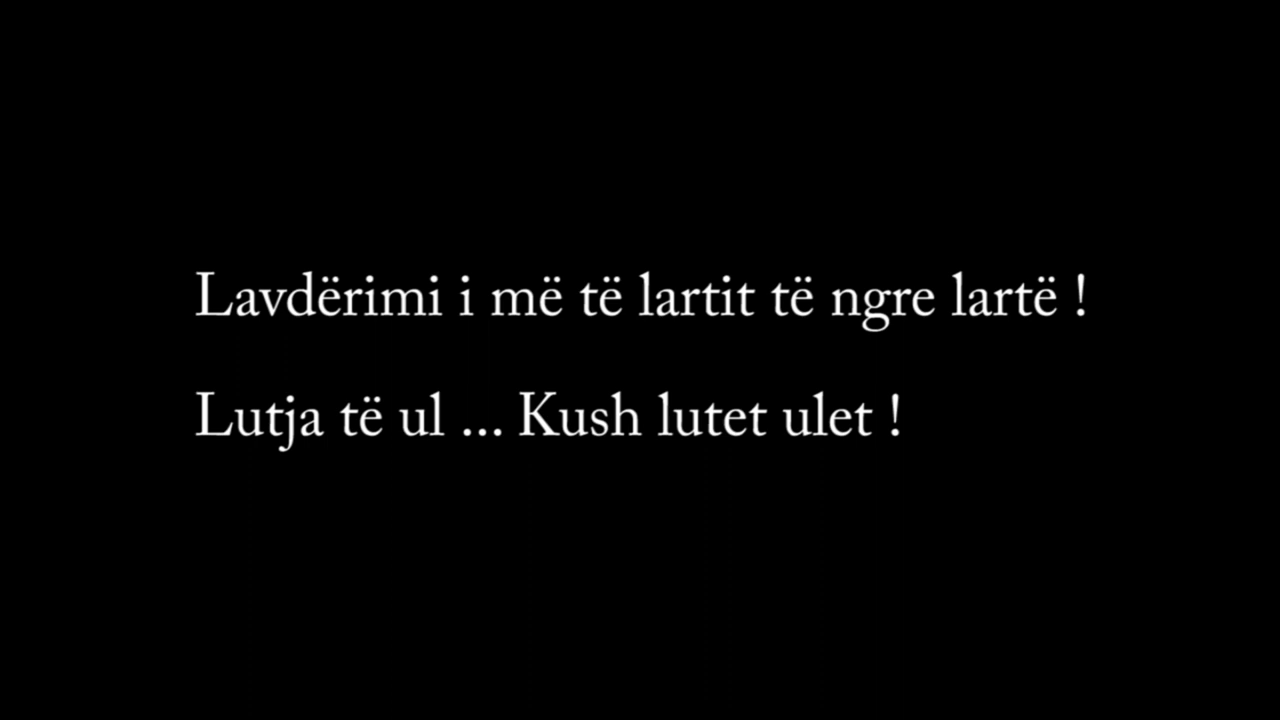 Lavdërimi i më të lartit të ngre lartë !
Lutja të ul ... Kush lutet ulet !